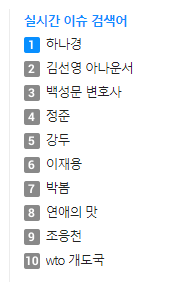 실시간 이슈 검색어
1 하나경
2 김선영 아나운서
3 백성문 변호사
4 정준
5 강두
6 이재용
7 박봄
8 연애의 맛
9 조응천
10 wto 개도국